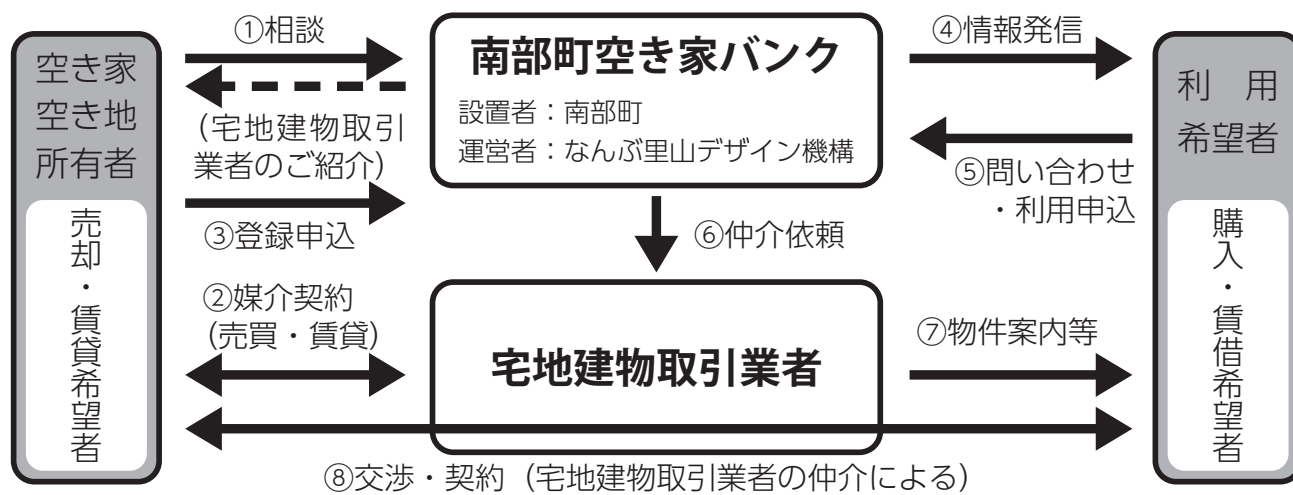 空き家
空き地
所有者
売却・賃貸希望者
①相談
(宅地建物取引
業者のご紹介)
③登録申込
②媒介契約
(売買・賃貸)
南部町空き家バンク
設置者：南部町
運営者：なんぶ里山デザイン機構
⑥仲介依頼
宅地建物取引業者
④情報発信
⑤問い合わせ
・利用申込
⑦物件案内等
利　用
希望者
購入・賃借希望者
⑧交渉・契約（宅地建物取引業者の仲介による）